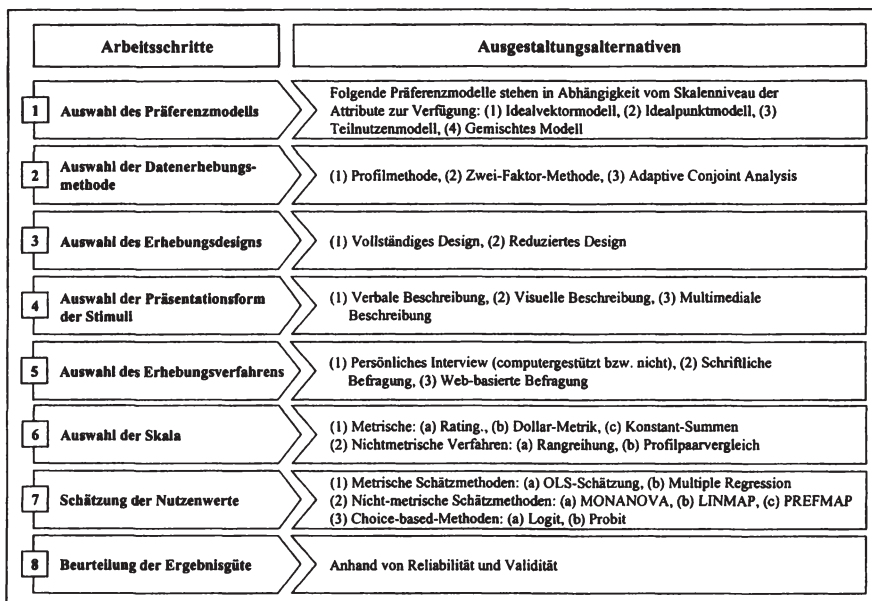 Arbeitsschritte
Ausgestaltungsalternativen
1
Auswahl des Präferenzmodells
Folgende Präferenzmodelle stehen in Abhängigkeit vom Skalenniveau der
Attribute zur Verfügung: (1) Idealvektormodell, (2) Idealpunktmodell, (3)
Teilnutzenmodell, (4) Gemischtes Modell
2
Auswahl der Datenerhebungs-
methode
(1) Profilmethode, (2) Zwei-Faktor-Methode, (3) Adaptive Conjoint Analysis
3
Auswahl des Erhebungsdesigns
(1) Vollständiges Design, (2) Reduziertes Design
4
Auswahl der Präsentationsform
der Stimuli
(1) Verbale Beschreibung, (2) Visuelle Beschreibung, (3) Multimediale
Beschreibung
5
Auswahl des Erhebungsverfahrens
(1) Persönliches Interview (computergestützt bzw. nicht), (2) Schriftliche
Befragung, (3) Web-basierte Befragung
6
Auswahl der Skala
(1) Metrische: (a) Rating., (b) Dollar-Metrik, (c) Konstant-Summen
(2) Nichtmetrische Verfahren: (a) Rangreihung, (b) Profilpaarvergleich
7
Schätzung der Nutzenwerte
(1) Metrische Schätzmethoden: (a) OLS-Schätzung, (b) Multiple Regression
(2) Nicht-metrische Schätzmethoden: (a) MONANOVA, (b) LINMAP, (c) PREFMAP
(3) Choice-based-Methoden: (a) Logit, (b) Probit
8
Beurteilung der Ergebnisgüte
Anhand von Reliabilität und Validität